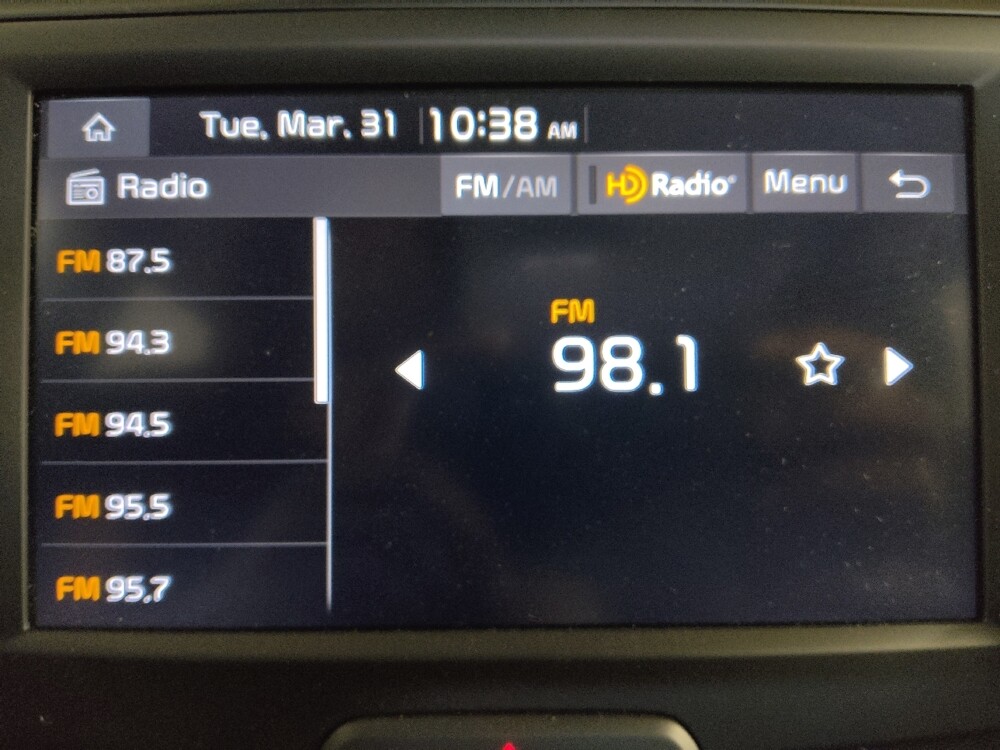 Tue, Mar. 31 10:38 AM
Radio FM/AM HD Radio® Menu
FM 87.5
FM 94.3
FM 94.5
FM 95.5
FM 95.7
FM
98.1